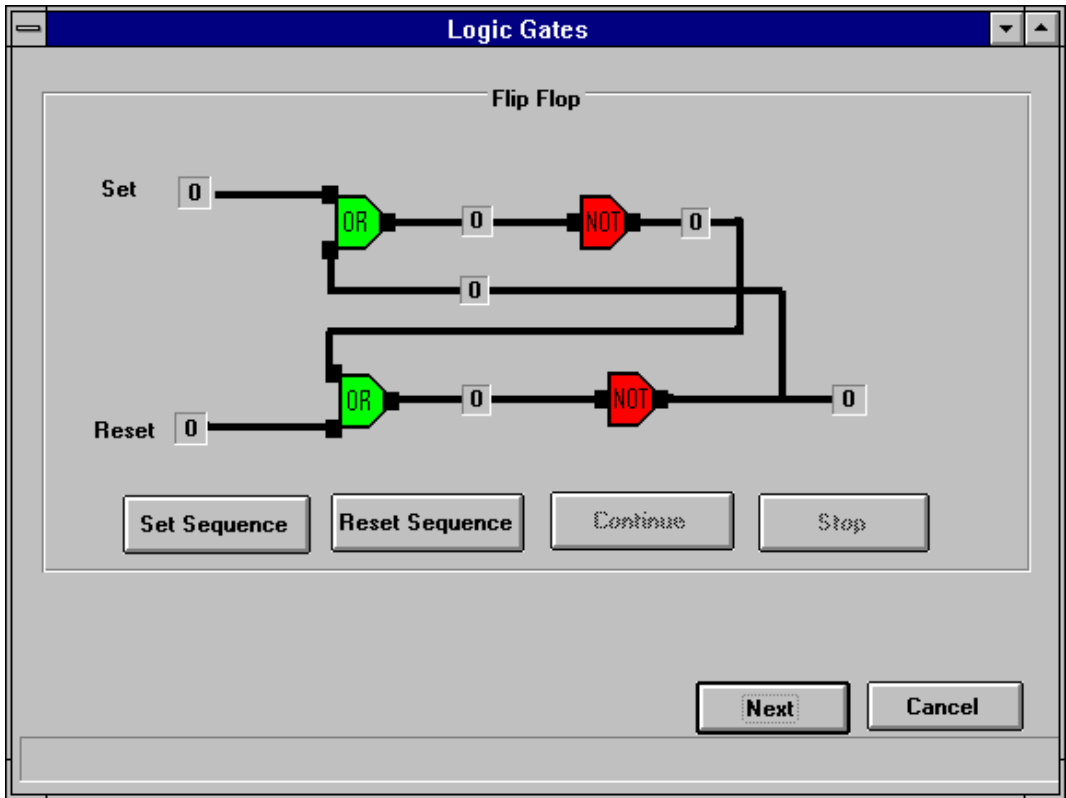 Logic Gates
Flip Flop
Set 0
OR 0 NOT 0
0
OR 0 NOT 0
Reset 0
Set Sequence Reset Sequence Continue Stop
Next Cancel